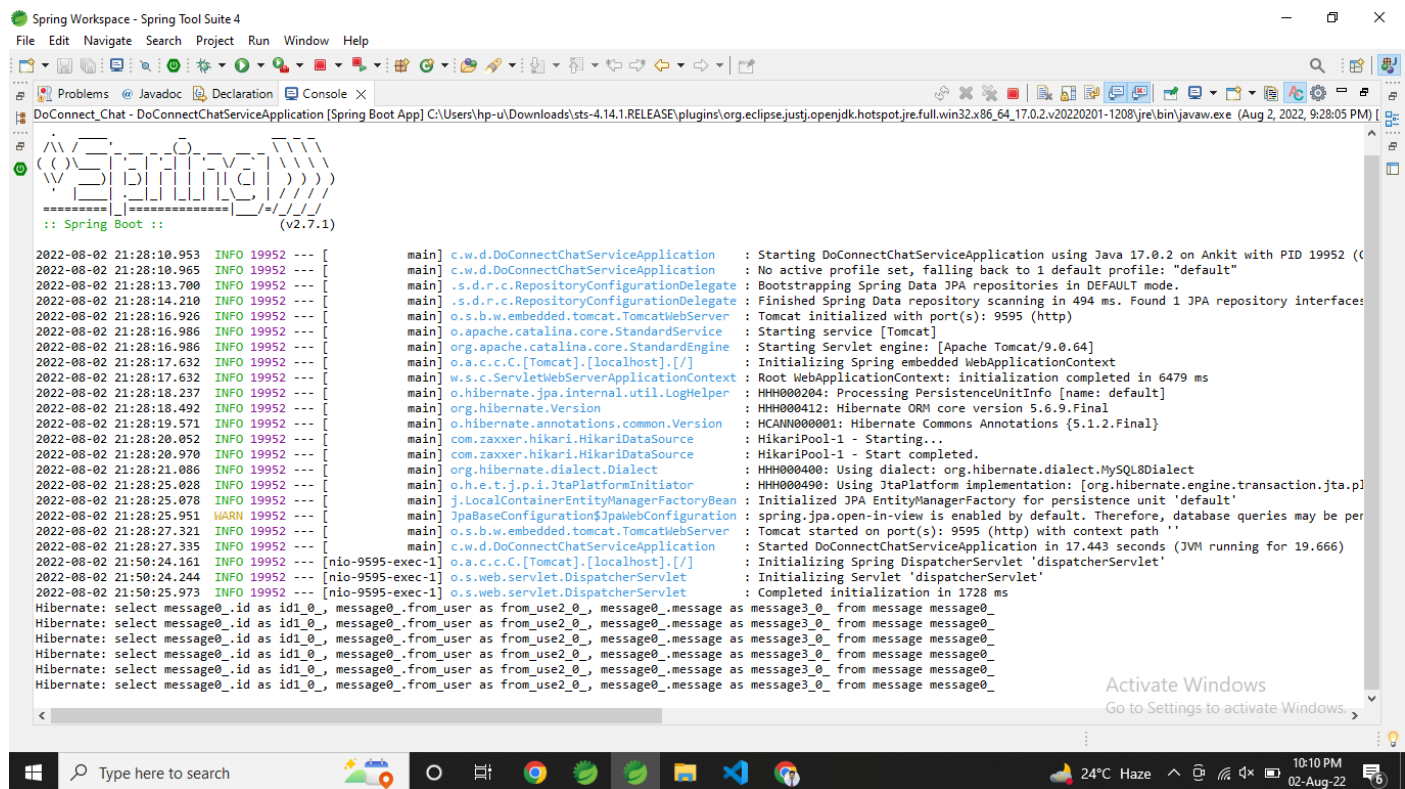 Spring Workspace - Spring Tool Suite 4
File Edit Navigate Search Project Run Window Help
Problems @ Javadoc Declaration Console
DoConnect_Chat - DoConnectChatServiceApplication [Spring Boot App] C:\Users\hp-u\Downloads\sts-4.14.1.RELEASE\plugins\org.eclipse.justj.openjdk.hotspot.jre.full.win32.x86_64_17.0.2.v20220201-1208\jre\bin\javaw.exe (Aug 2, 2022, 9:28:05 PM) [
Spring
:: Spring Boot :: (v2.7.1)
2022-08-02 21:28:10.953 INFO 19952 --- [ main] c.w.d.DoConnectChatServiceApplication : Starting DoConnectChatServiceApplication using Java 17.0.2 on Ankit with PID 19952 (
2022-08-02 21:28:10.965 INFO 19952 --- [ main] c.w.d.DoConnectChatServiceApplication : No active profile set, falling back to 1 default profile: "default"
2022-08-02 21:28:13.700 INFO 19952 --- [ main] .s.d.r.c.RepositoryConfigurationDelegate : Bootstrapping Spring Data JPA repositories in DEFAULT mode.
2022-08-02 21:28:14.210 INFO 19952 --- [ main] .s.d.r.c.RepositoryConfigurationDelegate : Finished Spring Data repository scanning in 494 ms. Found 1 JPA repository interfaces
2022-08-02 21:28:16.926 INFO 19952 --- [ main] o.s.b.w.embedded.tomcat.TomcatWebServer : Tomcat initialized with port(s): 9595 (http)
2022-08-02 21:28:16.986 INFO 19952 --- [ main] o.apache.catalina.core.StandardService : Starting service [Tomcat]
2022-08-02 21:28:16.986 INFO 19952 --- [ main] org.apache.catalina.core.StandardEngine : Starting Servlet engine: [Apache Tomcat/9.0.64]
2022-08-02 21:28:17.632 INFO 19952 --- [ main] o.a.c.c.C.[Tomcat].[localhost].[/] : Initializing Spring embedded WebApplicationContext
2022-08-02 21:28:17.632 INFO 19952 --- [ main] w.s.c.ServletWebServerApplicationContext : Root WebApplicationContext: initialization completed in 6479 ms
2022-08-02 21:28:18.237 INFO 19952 --- [ main] o.hibernate.jpa.internal.util.LogHelper : HHH000204: Processing PersistenceUnitInfo [name: default]
2022-08-02 21:28:18.492 INFO 19952 --- [ main] org.hibernate.Version : HHH000412: Hibernate ORM core version 5.6.9.Final
2022-08-02 21:28:19.571 INFO 19952 --- [ main] o.hibernate.annotations.common.Version : HCANN000001: Hibernate Commons Annotations {5.1.2.Final}
2022-08-02 21:28:20.052 INFO 19952 --- [ main] com.zaxxer.hikari.HikariDataSource : HikariPool-1 - Starting...
2022-08-02 21:28:20.970 INFO 19952 --- [ main] com.zaxxer.hikari.HikariDataSource : HikariPool-1 - Start completed.
2022-08-02 21:28:21.086 INFO 19952 --- [ main] org.hibernate.dialect.Dialect : HHH000400: Using dialect: org.hibernate.dialect.MySQL8Dialect
2022-08-02 21:28:25.028 INFO 19952 --- [ main] o.h.e.t.j.p.i.JtaPlatformInitiator : HHH000490: Using JtaPlatform implementation: [org.hibernate.engine.transaction.jta.pl
2022-08-02 21:28:25.078 INFO 19952 --- [ main] j.LocalContainerEntityManagerFactoryBean : Initialized JPA EntityManagerFactory for persistence unit 'default'
2022-08-02 21:28:25.951 WARN 19952 --- [ main] JpaBaseConfiguration$JpaWebConfiguration : spring.jpa.open-in-view is enabled by default. Therefore, database queries may be per
2022-08-02 21:28:27.321 INFO 19952 --- [ main] o.s.b.w.embedded.tomcat.TomcatWebServer : Tomcat started on port(s): 9595 (http) with context path ''
2022-08-02 21:28:27.335 INFO 19952 --- [ main] c.w.d.DoConnectChatServiceApplication : Started DoConnectChatServiceApplication in 17.443 seconds (JVM running for 19.666)
2022-08-02 21:50:24.161 INFO 19952 --- [nio-9595-exec-1] o.a.c.c.C.[Tomcat].[localhost].[/] : Initializing Spring DispatcherServlet 'dispatcherServlet'
2022-08-02 21:50:24.244 INFO 19952 --- [nio-9595-exec-1] o.s.web.servlet.DispatcherServlet : Initializing Servlet 'dispatcherServlet'
2022-08-02 21:50:25.973 INFO 19952 --- [nio-9595-exec-1] o.s.web.servlet.DispatcherServlet : Completed initialization in 1728 ms
Hibernate: select message0_.id as id1_0_, message0_.from_user as from_use2_0_, message0_.message as message3_0_ from message message0_
Hibernate: select message0_.id as id1_0_, message0_.from_user as from_use2_0_, message0_.message as message3_0_ from message message0_
Hibernate: select message0_.id as id1_0_, message0_.from_user as from_use2_0_, message0_.message as message3_0_ from message message0_
Hibernate: select message0_.id as id1_0_, message0_.from_user as from_use2_0_, message0_.message as message3_0_ from message message0_
Hibernate: select message0_.id as id1_0_, message0_.from_user as from_use2_0_, message0_.message as message3_0_ from message message0_
Hibernate: select message0_.id as id1_0_, message0_.from_user as from_use2_0_, message0_.message as message3_0_ from message message0_
Activate Windows
Go to Settings to activate Windows.
Type here to search
24°C Haze
10:10 PM
02-Aug-22
6